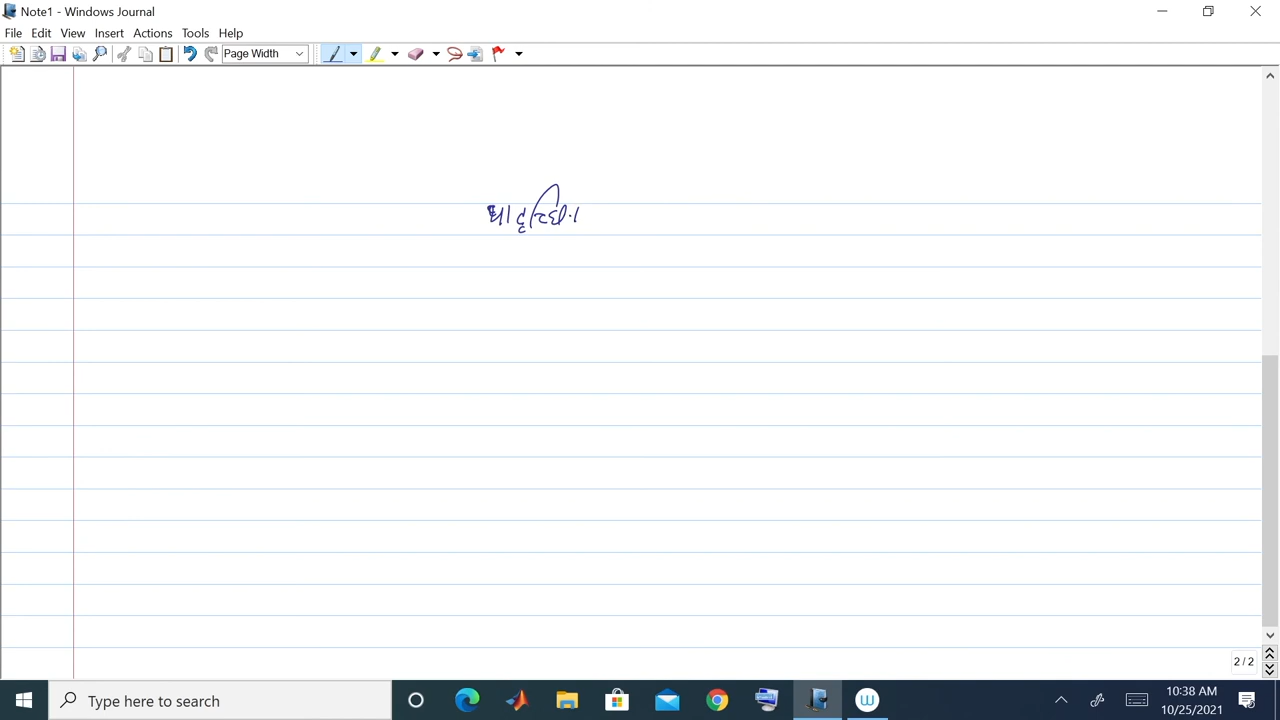 Note1 - Windows Journal
File Edit View Insert Actions Tools Help
Page Width
2 / 2
Type here to search
10:38 AM
10/25/2021